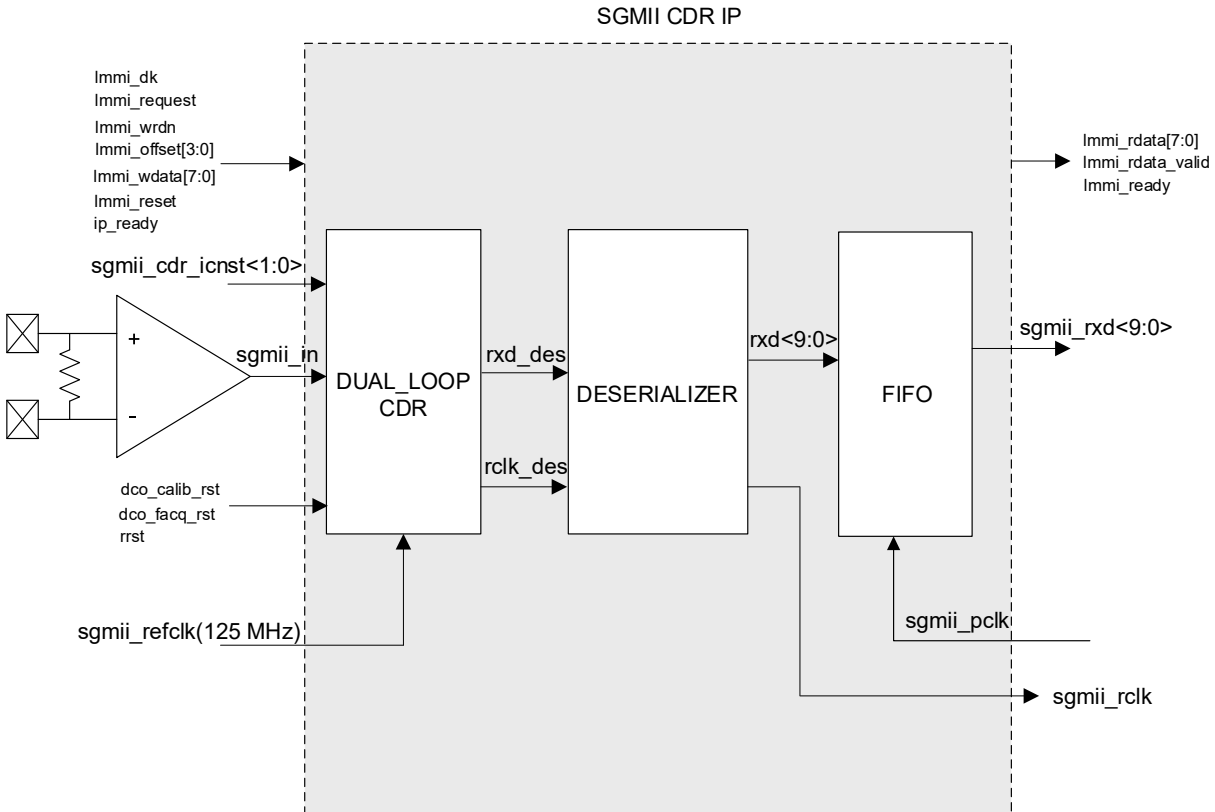 SGMII CDR IP
lmmi_dk
lmmi_request
lmmi_wrdn
lmmi_offset[3:0]
lmmi_wdata[7:0]
lmmi_reset
ip_ready
lmmi_rdata[7:0]
lmmi_rdata_valid
lmmi_ready
sgmii_cdr_icnst<1:0>
+
-
sgmii_in
DUAL_LOOP
CDR
rxd_des
rclk_des
DESERIALIZER
rxd<9:0>
FIFO
sgmii_rxd<9:0>
dco_calib_rst
dco_facq_rst
rrst
sgmii_refclk(125 MHz)
sgmii_pclk
sgmii_rclk